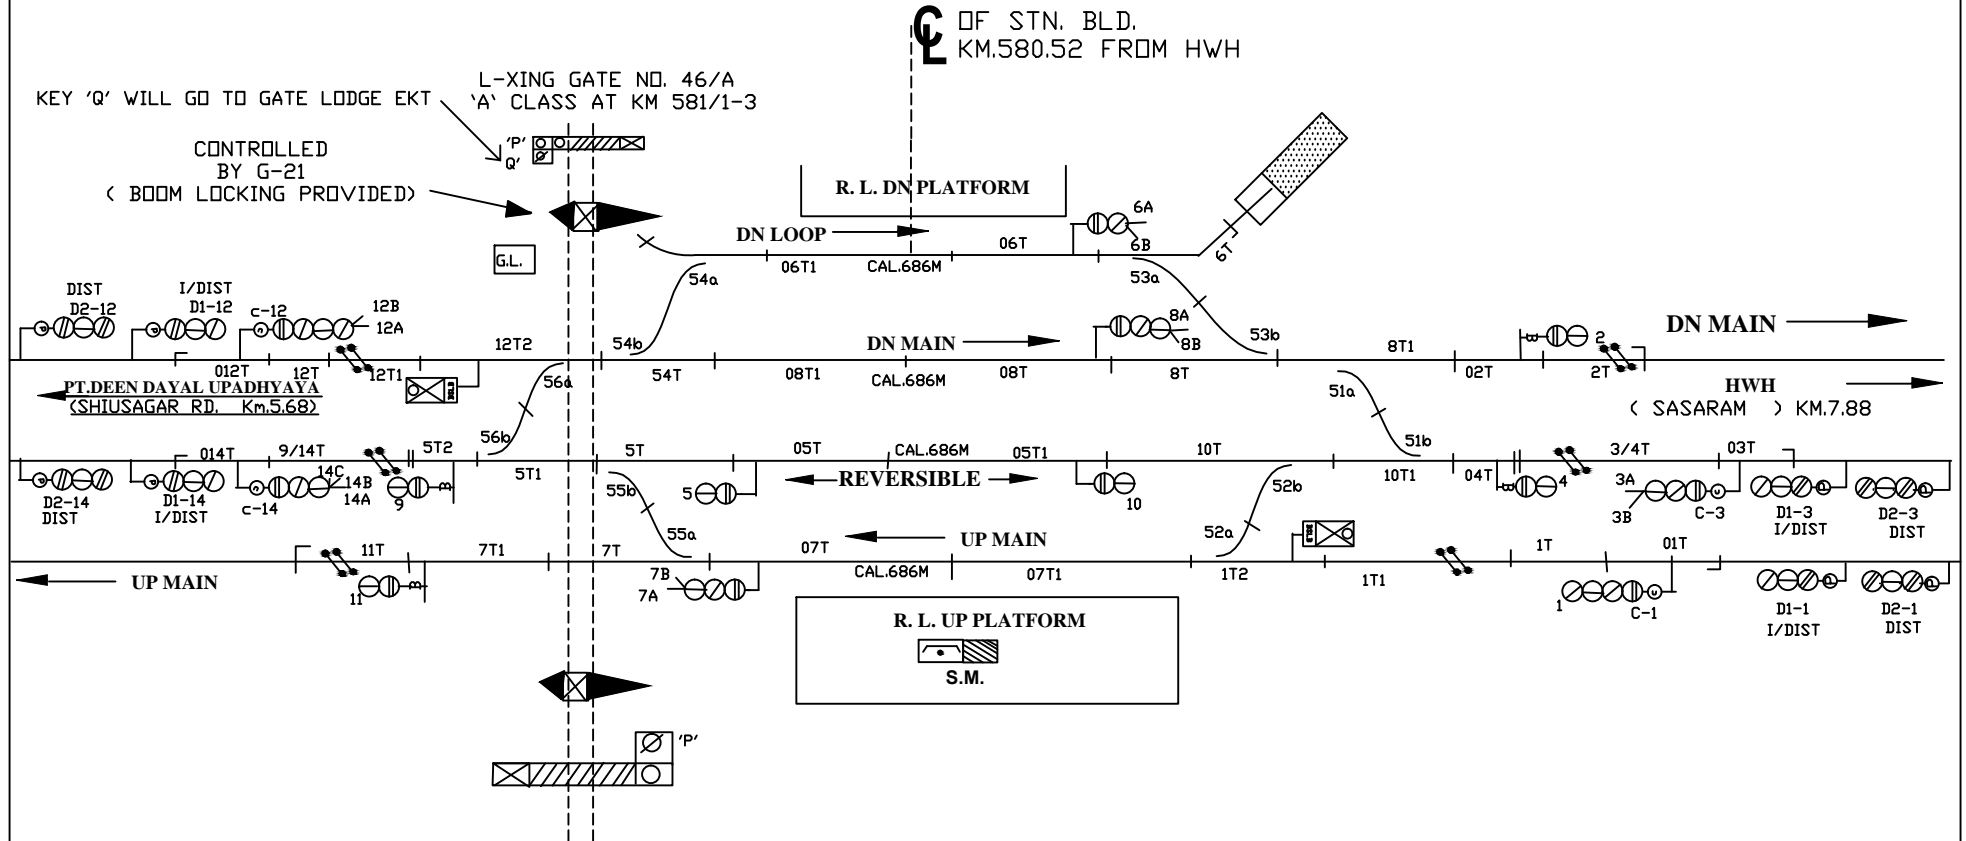 OF STN. BLD.
KM.580.52 FROM HWH
L-XING GATE NO. 46/A
'A' CLASS AT KM 581/1-3
KEY 'Q' WILL GO TO GATE LODGE EKT
'P'
Q'
CONTROLLED
BY G-21
( BOOM LOCKING PROVIDED)
R. L. DN PLATFORM
6A
6B
DN LOOP
06T
06T1
CAL.686M
6T
G.L.
54a
53a
DIST
D2-12
I/DIST
D1-12
c-12
12B
12A
8A
8B
53b
2
DN MAIN
12T2
54b
DN MAIN
8T1
012T
12T
12T1
56a
54T
08T1
CAL.686M
08T
8T
02T
2T
51a
PT.DEEN DAYAL UPADHYAYA
(SHIUSAGAR RD. Km.5.68)
HWH
( SASARAM ) KM.7.88
56b
51b
014T
9/14T
5T2
5T
05T
CAL.686M
05T1
10T
3/4T
03T
5T1
10T1
04T
14C
14B
14A
D2-14
DIST
D1-14
I/DIST
c-14
9
B
55b
5
REVERSIBLE
10
52b
B
4
3A
3B
C-3
D1-3
I/DIST
D2-3
DIST
55a
52a
UP MAIN
11T
7T1
7T
07T
1T
01T
UP MAIN
11
B
7B
7A
CAL.686M
07T1
1T2
1T1
1
C-1
D1-1
I/DIST
D2-1
DIST
R. L. UP PLATFORM
S.M.
'P'